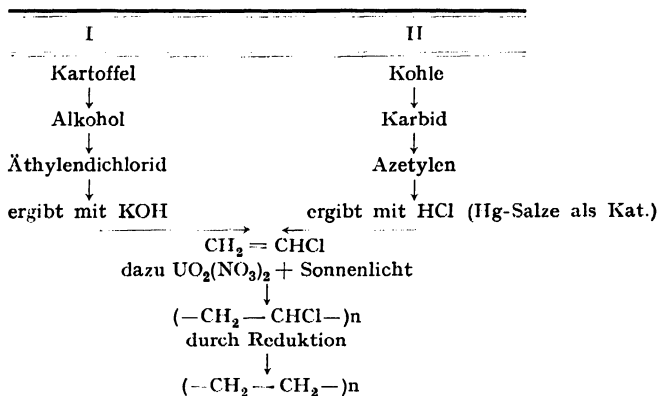 I II
Kartoffel Kohle
↓ ↓
Alkohol Karbid
↓ ↓
Äthylendichlorid Azetylen
↓ ↓
ergibt mit KOH ergibt mit HCl (Hg-Salze als Kat.)
→ ←
CH₂ = CHCl
dazu UO₂(NO₃)₂ + Sonnenlicht
↓
(—CH₂ — CHCl—)n
durch Reduktion
↓
(—CH₂ — CH₂—)n